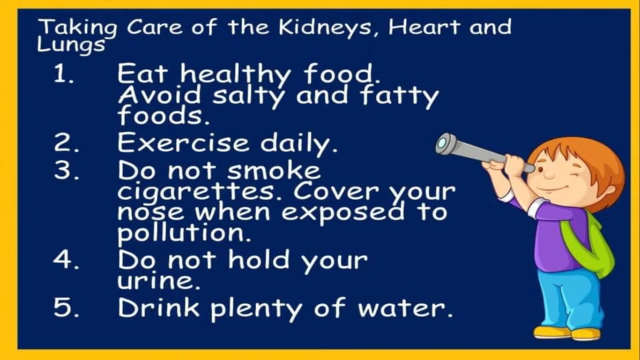 Taking Care of the Kidneys, Heart and
Lungs
1. Eat healthy food.
Avoid salty and fatty
foods.
2. Exercise daily.
3. Do not smoke
cigarettes. Cover your
nose when exposed to
pollution.
4. Do not hold your
urine.
5. Drink plenty of water.